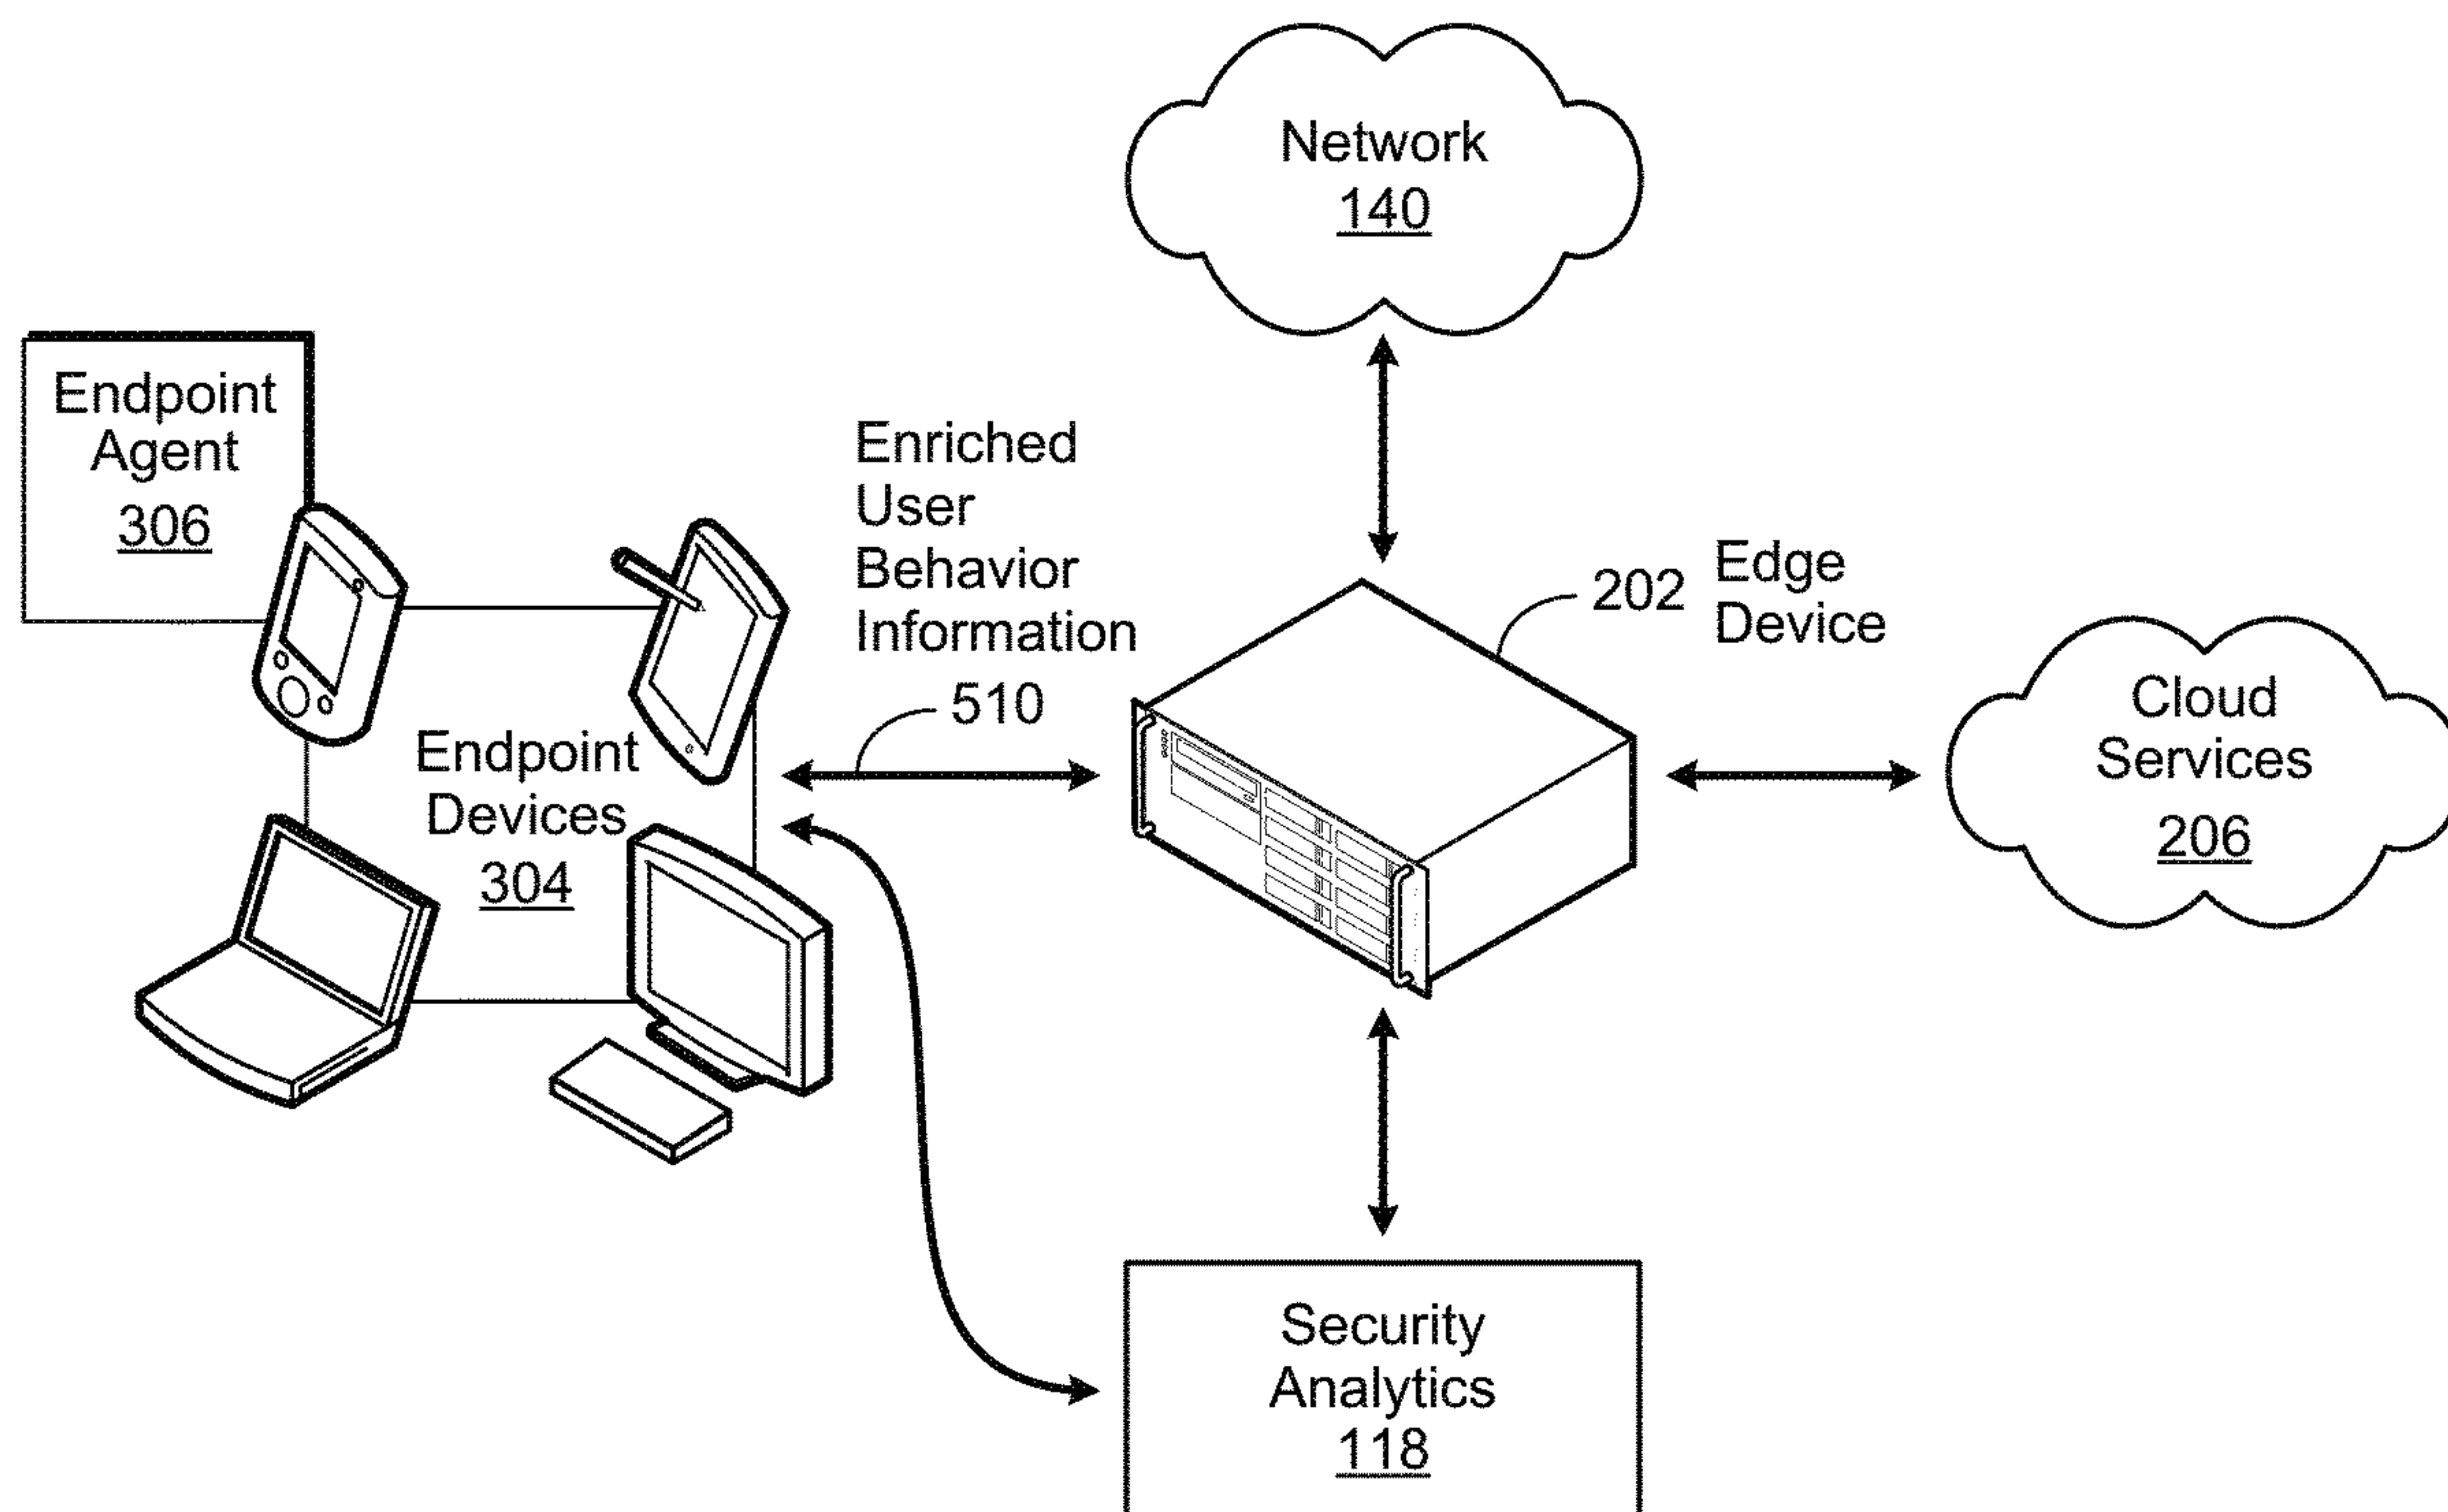 Network
140
Endpoint
Agent
306
Enriched
User
Behavior
Information
510
202
Edge
Device
Cloud
Services
206
Endpoint
Devices
304
Security
Analytics
118